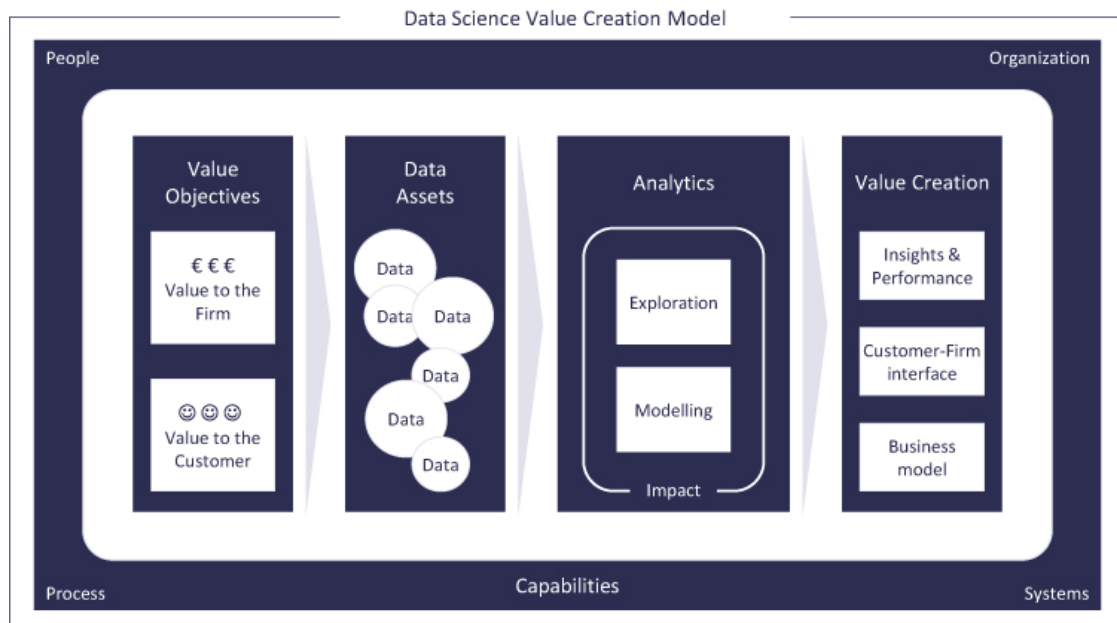 Data Science Value Creation Model
People
Organization
Value
Objectives
€ € €
Value to the
Firm
☺ ☺ ☺
Value to the
Customer
Data
Assets
Data
Data
Data
Data
Data
Data
Analytics
Exploration
Modelling
Impact
Value Creation
Insights &
Performance
Customer-Firm
interface
Business
model
Process
Capabilities
Systems